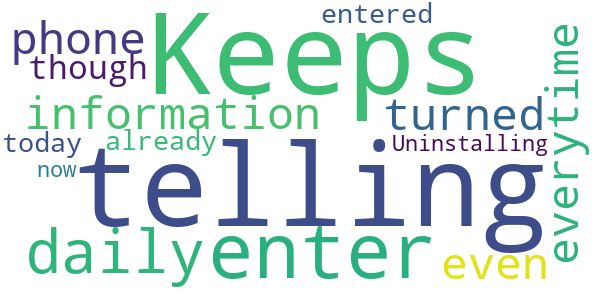 entered
phone
Keeps
though
everytime
information
turned
today
already
Uninstalling
telling
now
daily
enter
even